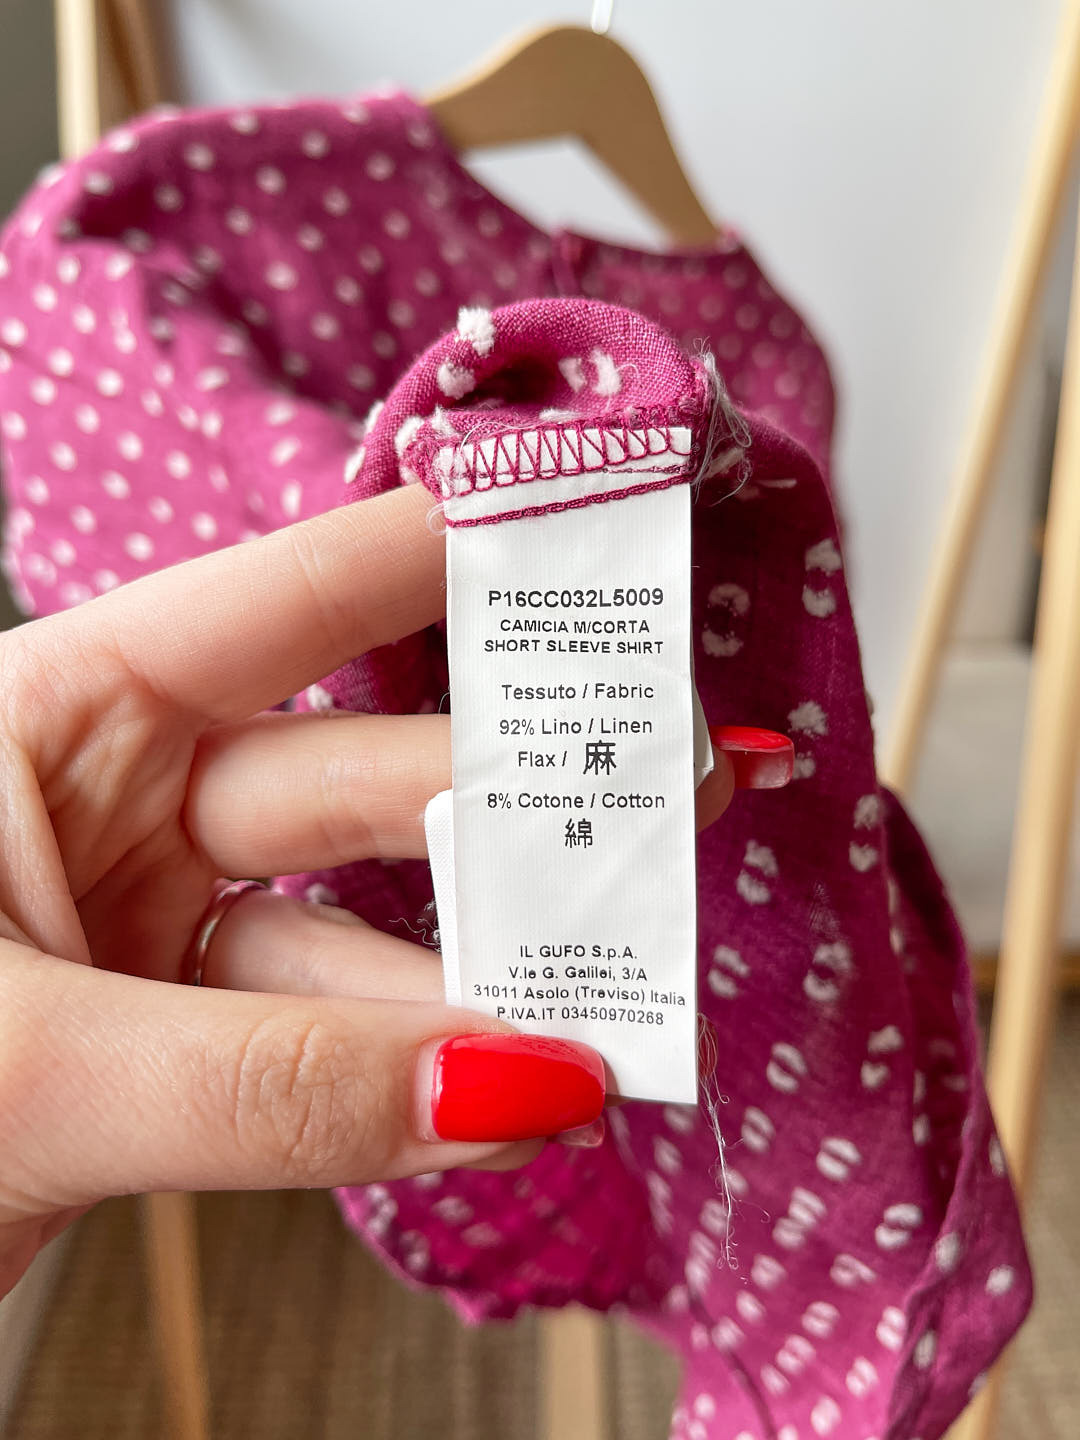 P16CC032L5009
CAMICIA M/CORTA
SHORT SLEEVE SHIRT
Tessuto / Fabric
92% Lino / Linen
Flax / 麻
8% Cotone / Cotton
綿
IL GUFO S.p.A.
V.le G. Galilei, 3/A
31011 Asolo (Treviso) Italia
P.IVA.IT 03450970268